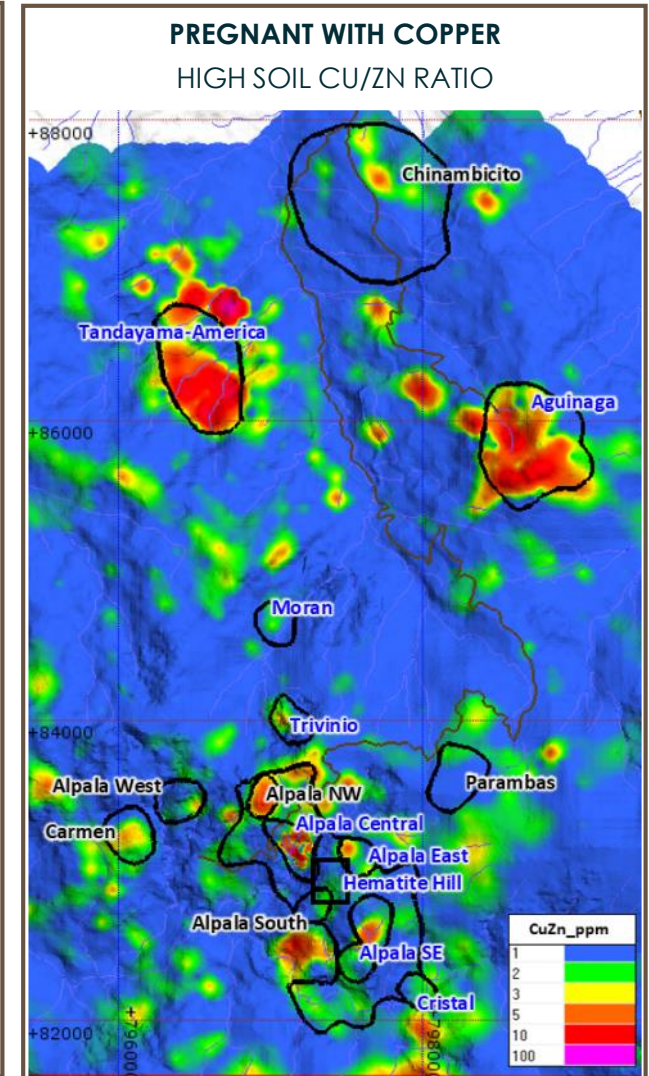 PREGNANT WITH COPPER
HIGH SOIL CU/ZN RATIO
+88000
Chinambicito
Tandayama-America
Aguinaga
+86000
Moran
+84000
Trivinio
Alpala West
Alpala NW
Parambas
Carmen
Alpala Central
Alpala East
Hematite Hill
Alpala South
Alpala SE
Cristal
+82000
CuZn_ppm
1
2
3
5
10
100